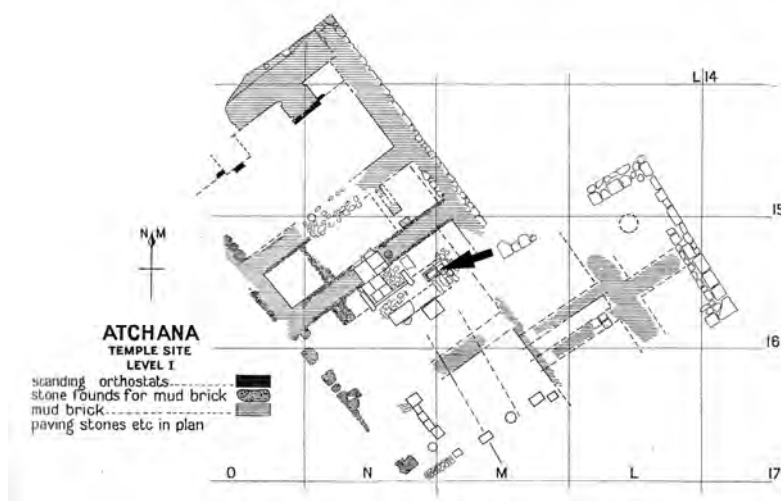 L 14
15
N M
ATCHANA
TEMPLE SITE
LEVEL I
16
standing orthostats
stone founds for mud brick
mud brick
paving stones etc in plan
O N M L 17